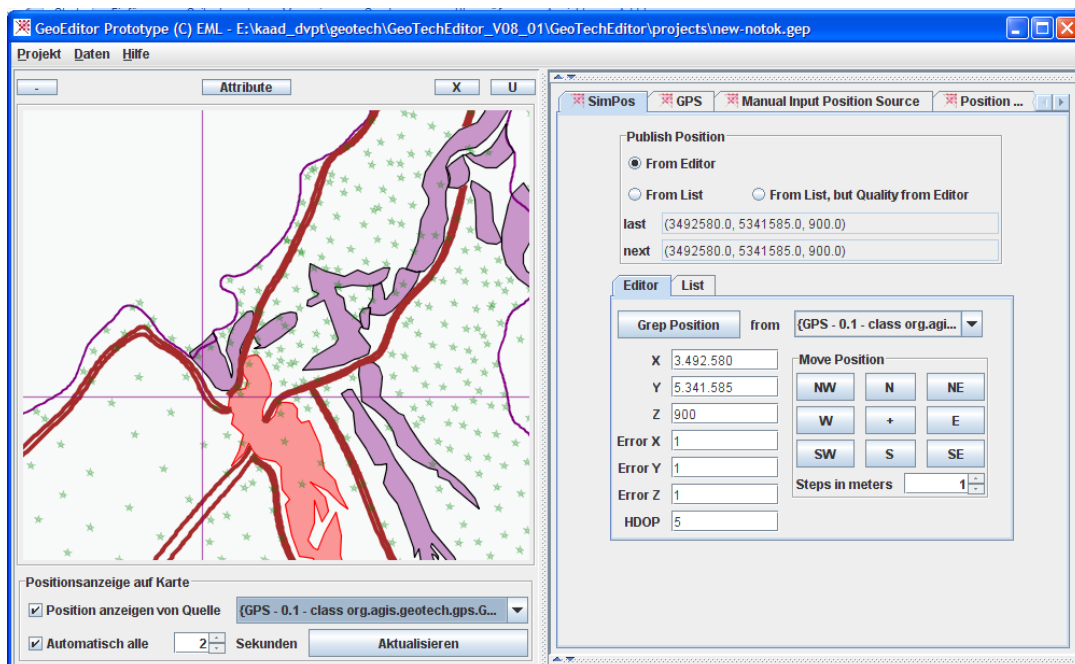 GeoEditor Prototype (C) EML - E:\kaad_dvpt\geotech\GeoTechEditor_V08_01\GeoTechEditor\projects\new-notok.gep
Projekt Daten Hilfe
- Attribute X U
SimPos GPS Manual Input Position Source Position ...
Publish Position
From Editor
From List From List, but Quality from Editor
last (3492580.0, 5341585.0, 900.0)
next (3492580.0, 5341585.0, 900.0)
Editor List
Grep Position from {GPS - 0.1 - class org.agi...
X 3.492.580
Y 5.341.585
Z 900
Error X 1
Error Y 1
Error Z 1
HDOP 5
Move Position
NW N NE
W + E
SW S SE
Steps in meters 1
Positionsanzeige auf Karte
Position anzeigen von Quelle {GPS - 0.1 - class org.agis.geotech.gps.G...
Automatisch alle 2 Sekunden Aktualisieren